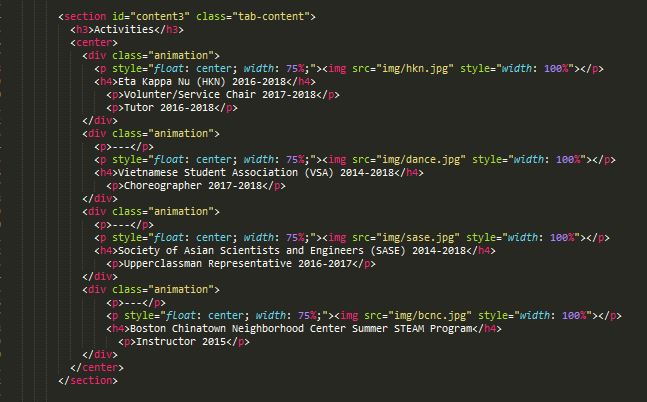 <section id="content3" class="tab-content">
<h3>Activities</h3>
<center>
<div class="animation">
<p style="float: center; width: 75%;"><img src="img/hkn.jpg" style="width: 100%"></p>
<h4>Eta Kappa Nu (HKN) 2016-2018</h4>
<p>Volunter/Service Chair 2017-2018</p>
<p>Tutor 2016-2018</p>
</div>
<div class="animation">
<p>---</p>
<p style="float: center; width: 75%;"><img src="img/dance.jpg" style="width: 100%"></p>
<h4>Vietnamese Student Association (VSA) 2014-2018</h4>
<p>Choreographer 2017-2018</p>
</div>
<div class="animation">
<p>---</p>
<p style="float: center; width: 75%;"><img src="img/sase.jpg" style="width: 100%"></p>
<h4>Society of Asian Scientists and Engineers (SASE) 2014-2018</h4>
<p>Upperclassman Representative 2016-2017</p>
</div>
<div class="animation">
<p>---</p>
<p style="float: center; width: 75%;"><img src="img/bcnc.jpg" style="width: 100%"></p>
<h4>Boston Chinatown Neighborhood Center Summer STEAM Program</h4>
<p>Instructor 2015</p>
</div>
</center>
</section>